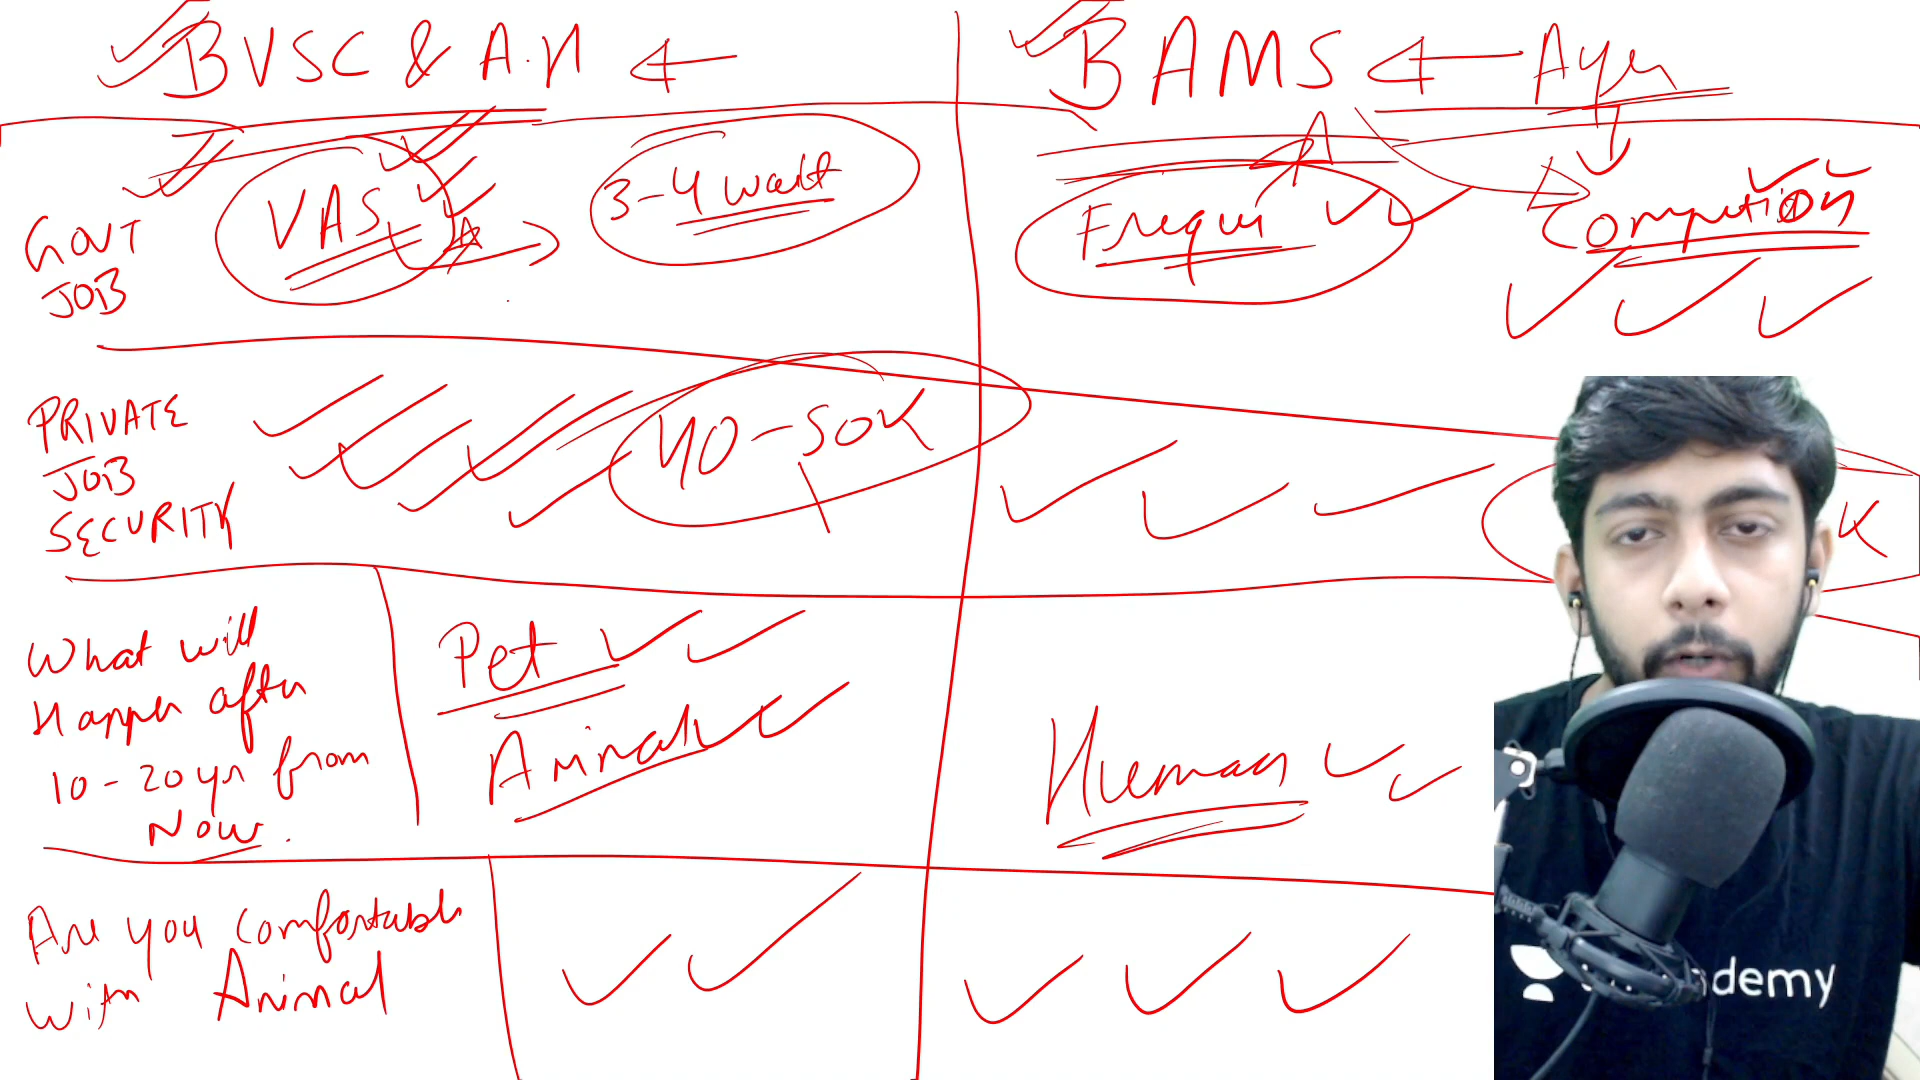 BVSC & A.H
BAMS
Ayu
GOVT
JOB
VAS
3-4 wait
Frequ
Compution
PRIVATE
JOB
SECURITY
40-50K
K
What will
Happen after
10-20 yr from
Now.
Pet
Animal
Human
Are you comfortable
with Animal
demy